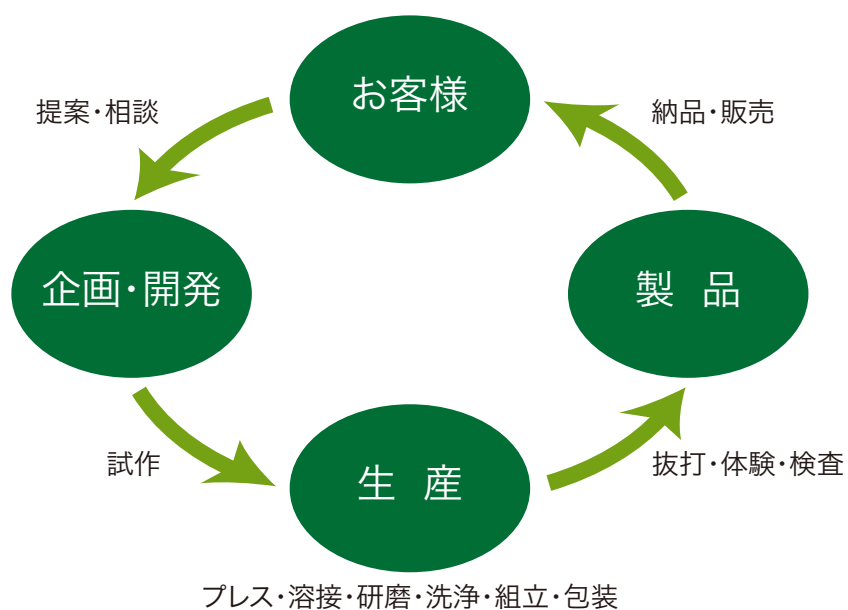 お客様
提案・相談
納品・販売
企画・開発
製 品
試作
生 産
抜打・体験・検査
プレス・溶接・研磨・洗浄・組立・包装